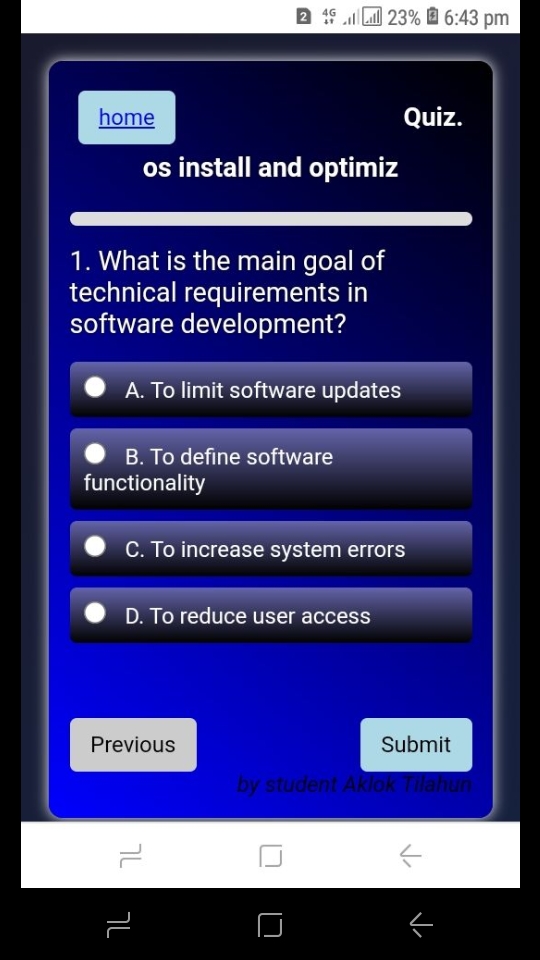 2 4G 23% 6:43 pm
home
Quiz.
os install and optimiz
1. What is the main goal of
technical requirements in
software development?
A. To limit software updates
B. To define software
functionality
C. To increase system errors
D. To reduce user access
Previous
Submit
by student Aklok Tilahun